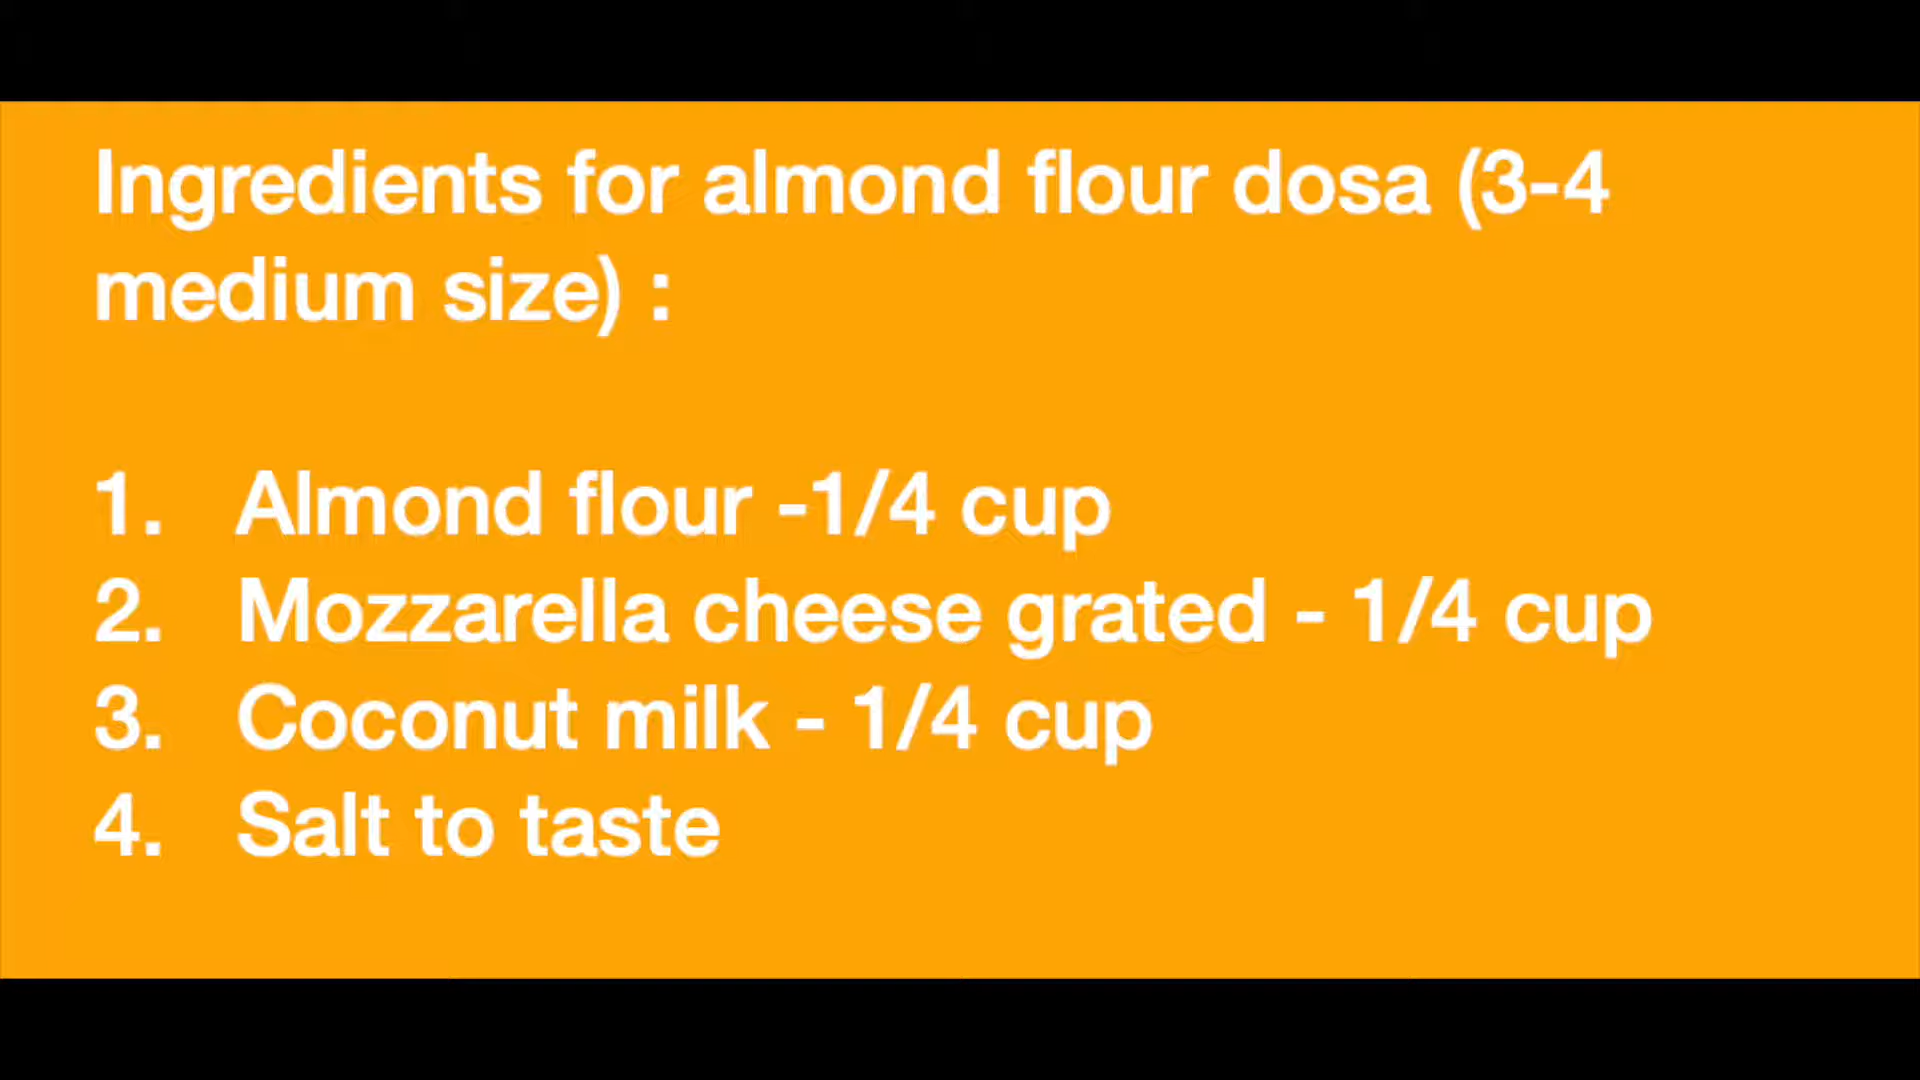 Ingredients for almond flour dosa (3-4
medium size) :
1. Almond flour -1/4 cup
2. Mozzarella cheese grated - 1/4 cup
3. Coconut milk - 1/4 cup
4. Salt to taste